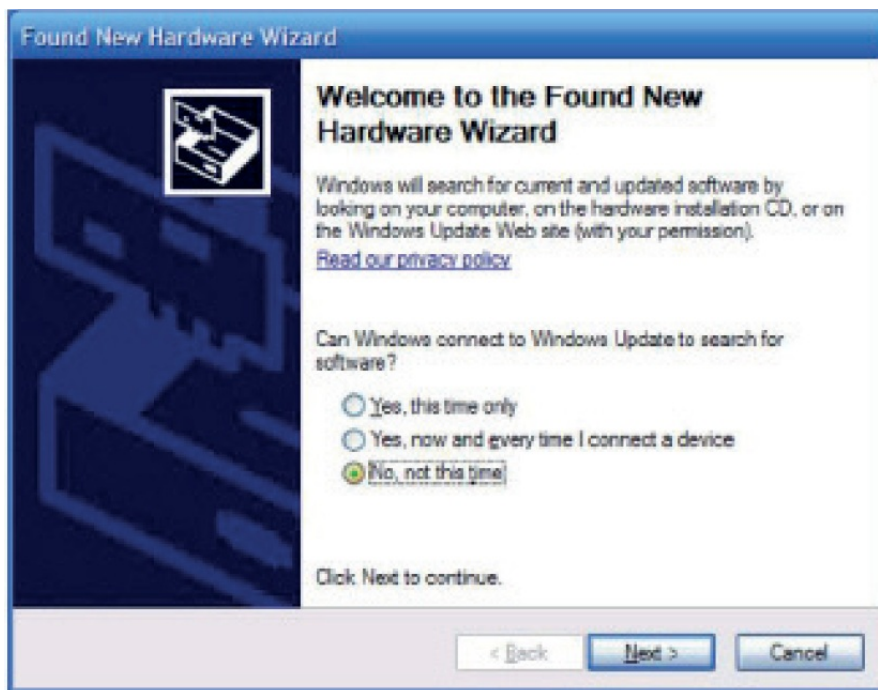 Found New Hardware Wizard
Welcome to the Found New
Hardware Wizard
Windows will search for current and updated software by
looking on your computer, on the hardware installation CD, or on
the Windows Update Web site (with your permission).
Read our privacy policy
Can Windows connect to Windows Update to search for
software?
Yes, this time only
Yes, now and every time I connect a device
No, not this time
Click Next to continue.
< Back
Next >
Cancel